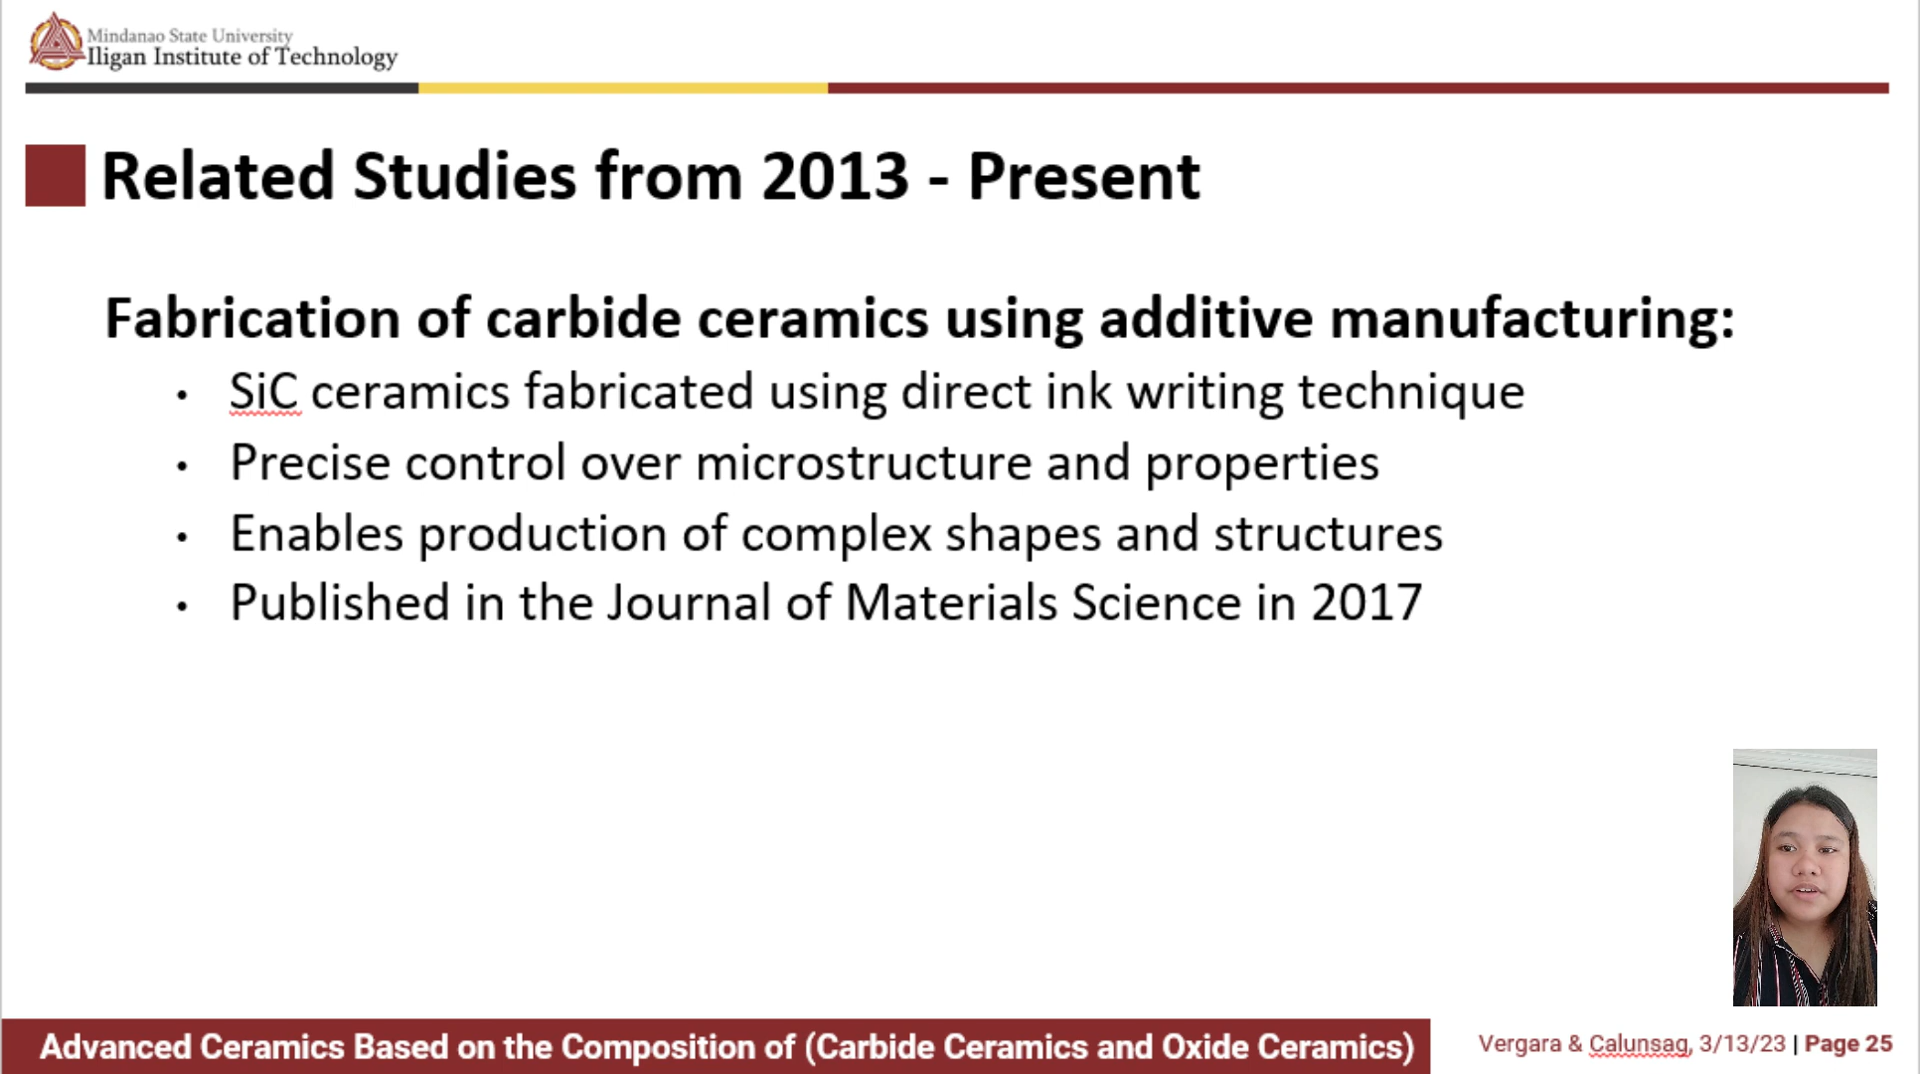 Mindanao State University
Iligan Institute of Technology
Related Studies from 2013 - Present
Fabrication of carbide ceramics using additive manufacturing:
• SiC ceramics fabricated using direct ink writing technique
• Precise control over microstructure and properties
• Enables production of complex shapes and structures
• Published in the Journal of Materials Science in 2017
Advanced Ceramics Based on the Composition of (Carbide Ceramics and Oxide Ceramics)
Vergara & Calunsag, 3/13/23 | Page 25